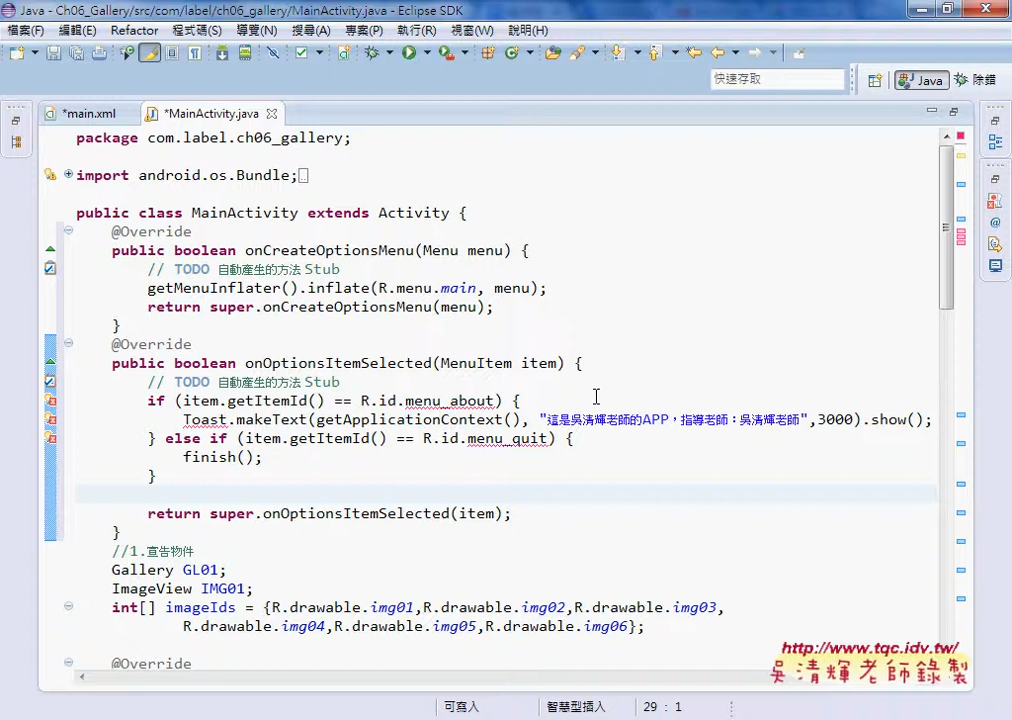 Java - Ch06_Gallery/src/com/label/ch06_gallery/MainActivity.java - Eclipse SDK
檔案(F) 編輯(E) Refactor 程式碼(S) 導覽(N) 搜尋(A) 專案(P) 執行(R) 視窗(W) 說明(H)
快速存取 Java 除錯
*main.xml *MainActivity.java
package com.label.ch06_gallery;
import android.os.Bundle;
public class MainActivity extends Activity {
@Override
public boolean onCreateOptionsMenu(Menu menu) {
// TODO 自動產生的方法 Stub
getMenuInflater().inflate(R.menu.main, menu);
return super.onCreateOptionsMenu(menu);
}
@Override
public boolean onOptionsItemSelected(MenuItem item) {
// TODO 自動產生的方法 Stub
if (item.getItemId() == R.id.menu_about) {
Toast.makeText(getApplicationContext(), "這是吳清輝老師的APP，指導老師：吳清輝老師",3000).show();
} else if (item.getItemId() == R.id.menu_quit) {
finish();
}
return super.onOptionsItemSelected(item);
}
//1.宣告物件
Gallery GL01;
ImageView IMG01;
int[] imageIds = {R.drawable.img01,R.drawable.img02,R.drawable.img03,
R.drawable.img04,R.drawable.img05,R.drawable.img06};
@Override
http://www.tqc.idv.tw/
吳清輝老師錄製
可寫入 智慧型插入 29 : 1